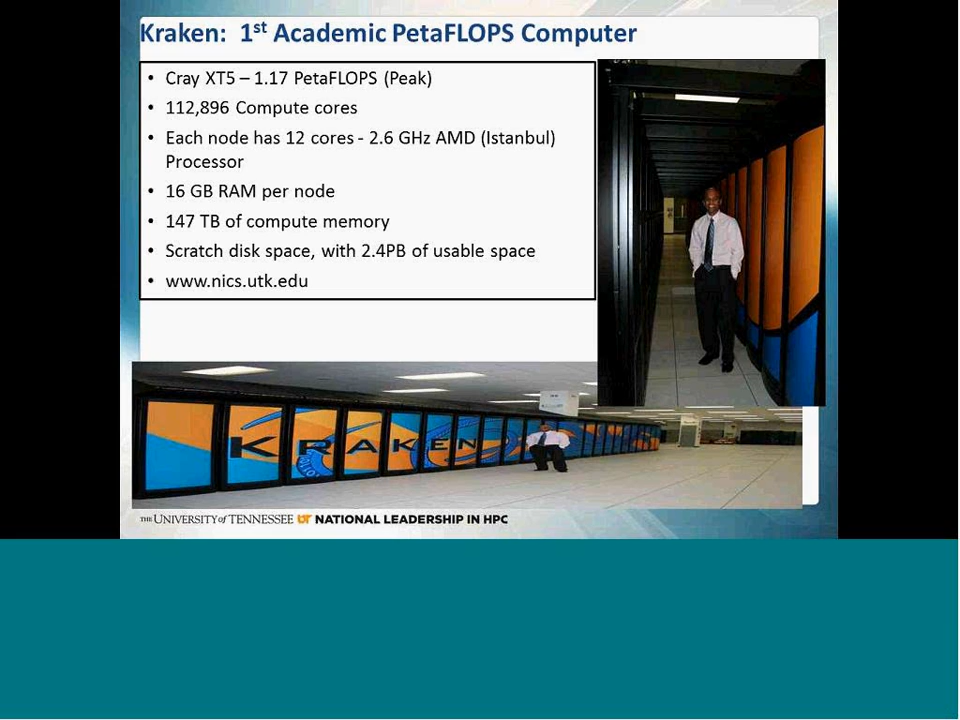 Kraken: 1st Academic PetaFLOPS Computer
• Cray XT5 – 1.17 PetaFLOPS (Peak)
• 112,896 Compute cores
• Each node has 12 cores - 2.6 GHz AMD (Istanbul)
Processor
• 16 GB RAM per node
• 147 TB of compute memory
• Scratch disk space, with 2.4PB of usable space
• www.nics.utk.edu
KRAKEN
THE UNIVERSITY of TENNESSEE UT NATIONAL LEADERSHIP IN HPC